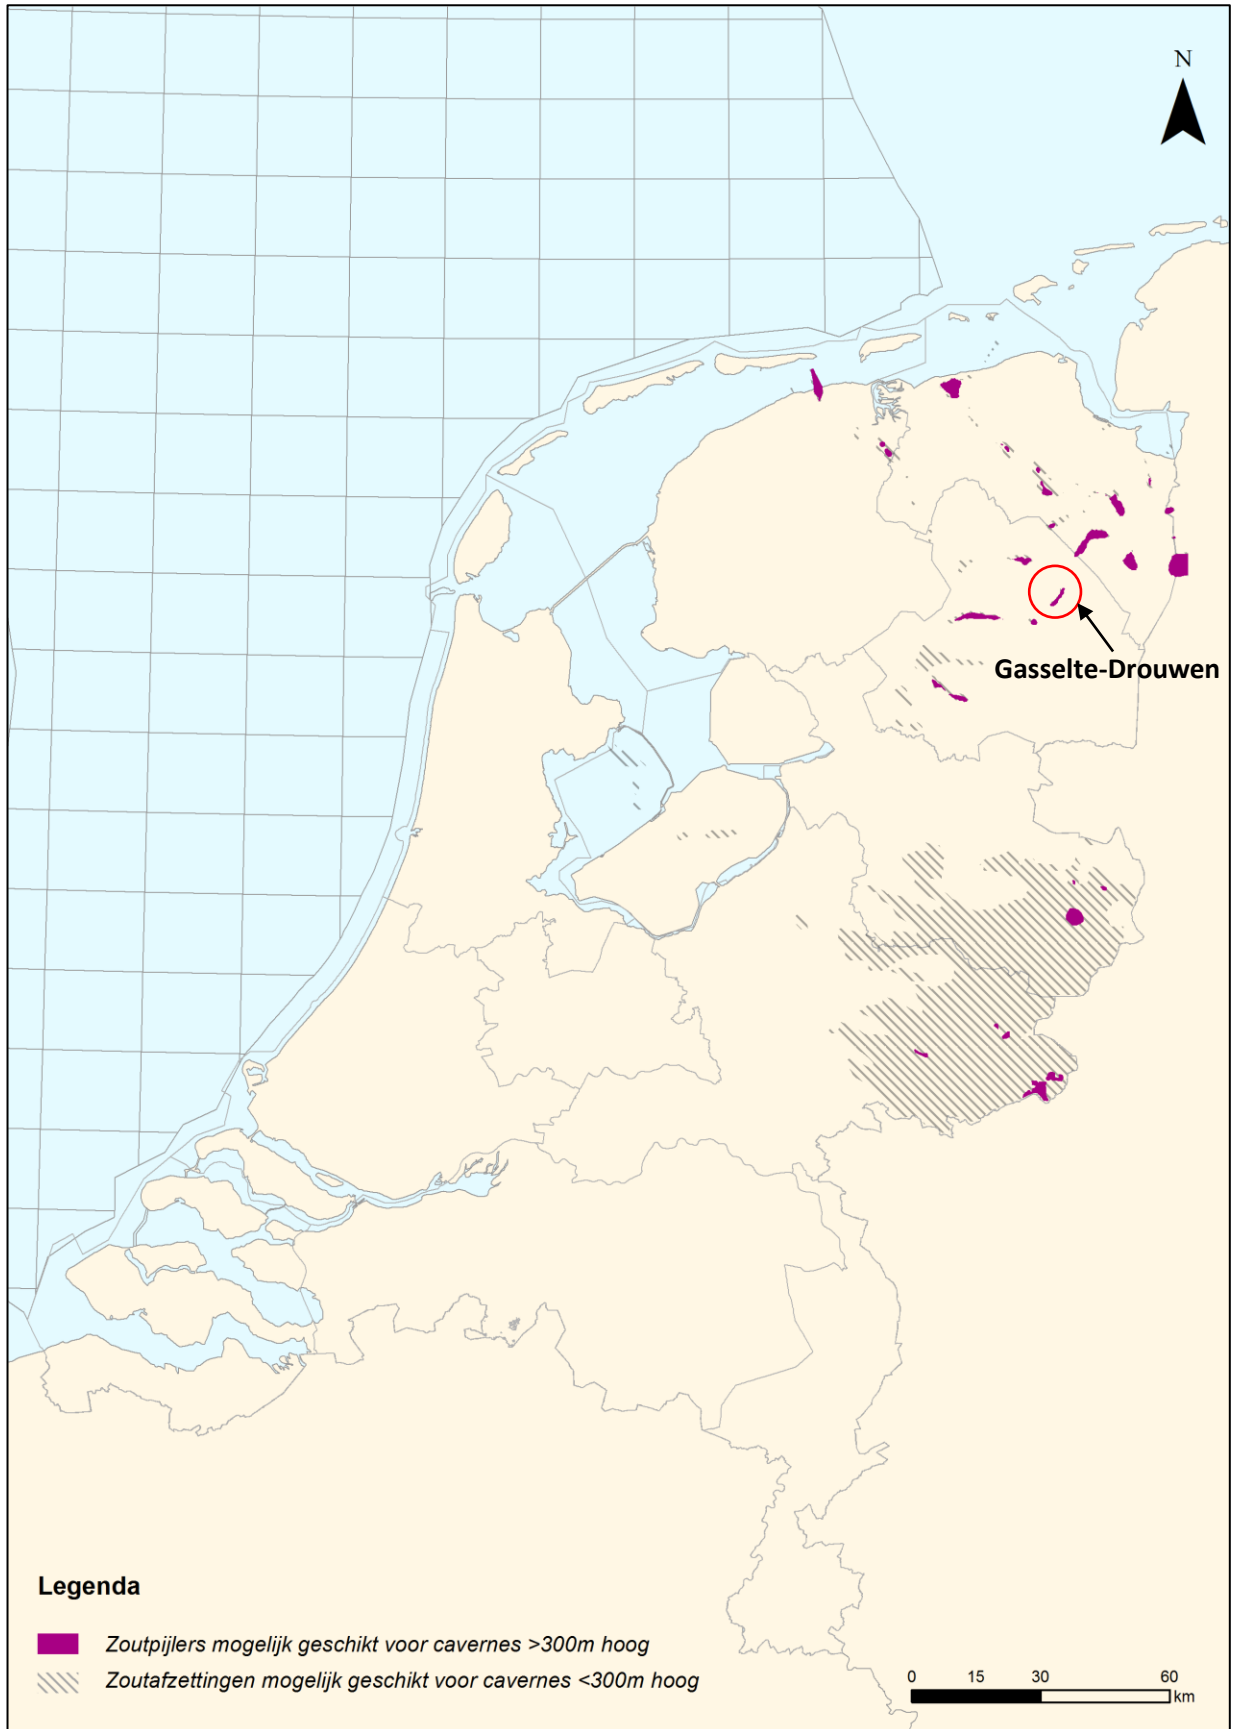 N
Gasselte-Drouwen
Legenda
Zoutpijlers mogelijk geschikt voor cavernes >300m hoog
Zoutafzettingen mogelijk geschikt voor cavernes <300m hoog
0 15 30 60
km